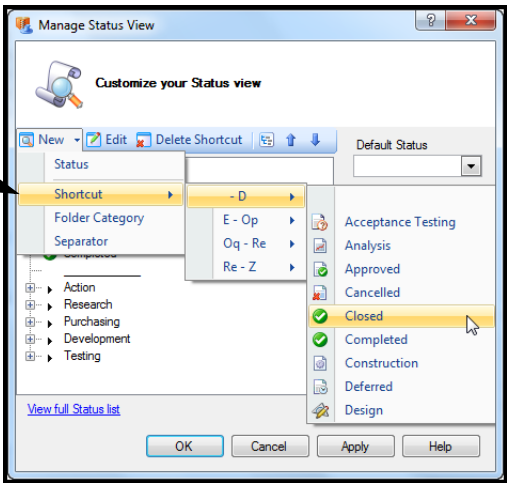 Manage Status View
Customize your Status view
New Edit Delete Shortcut
Default Status
Status
Shortcut
Folder Category
Separator
- D
E - Op
Oq - Re
Re - Z
Acceptance Testing
Analysis
Approved
Cancelled
Closed
Completed
Construction
Deferred
Design
Completed
Action
Research
Purchasing
Development
Testing
View full Status list
OK Cancel Apply Help